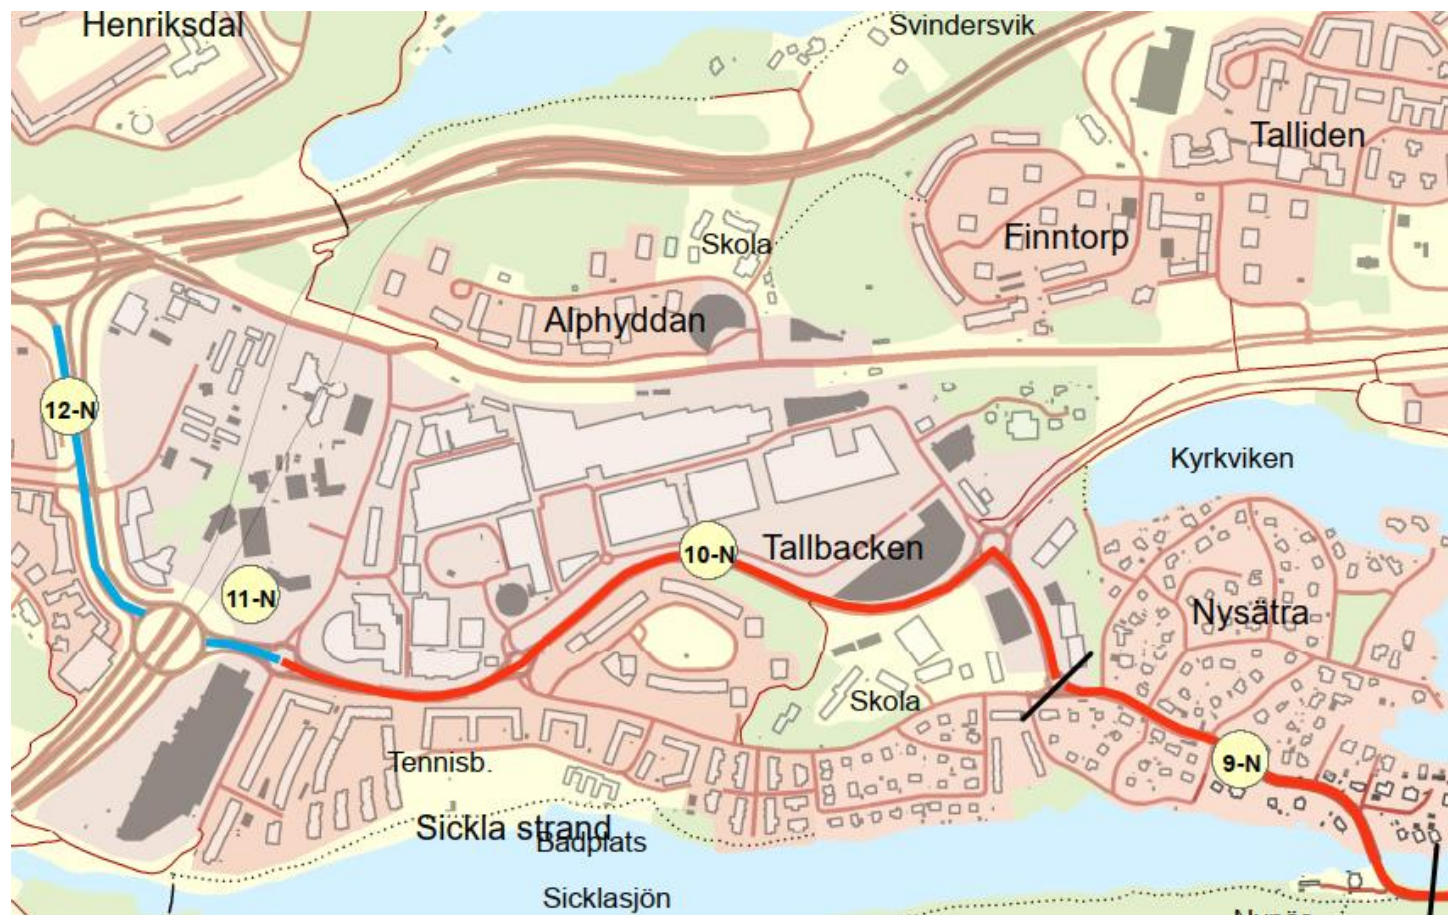 Henriksdal
Svindersvik
Talliden
Skola
Finntorp
Alphyddan
12-N
Kyrkviken
10-N
Tallbacken
11-N
Nysätra
Skola
Tennisb.
9-N
Sickla strand
Badplats
Sicklasjön